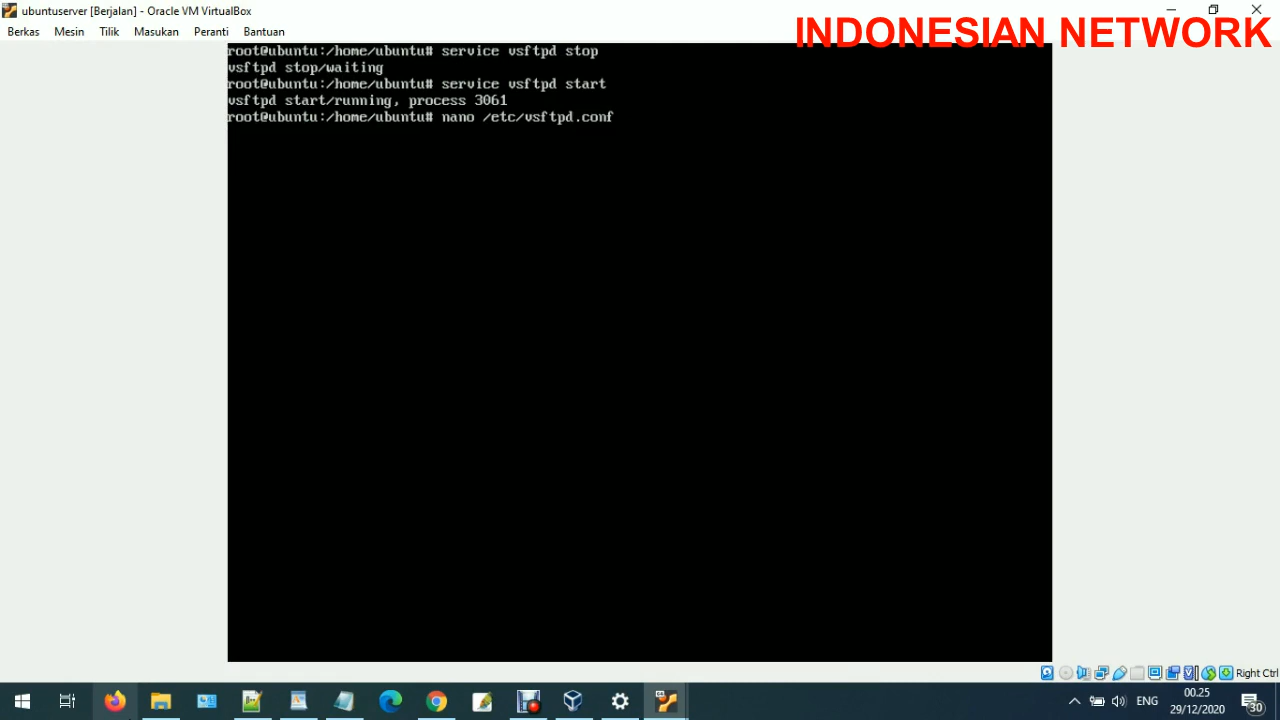 ubuntuserver [Berjalan] - Oracle VM VirtualBox
Berkas Mesin Tilik Masukan Peranti Bantuan
INDONESIAN NETWORK
root@ubuntu:/home/ubuntu# service vsftpd stop
vsftpd stop/waiting
root@ubuntu:/home/ubuntu# service vsftpd start
vsftpd start/running, process 3061
root@ubuntu:/home/ubuntu# nano /etc/vsftpd.conf
Right Ctrl
ENG
00.25
29/12/2020
30